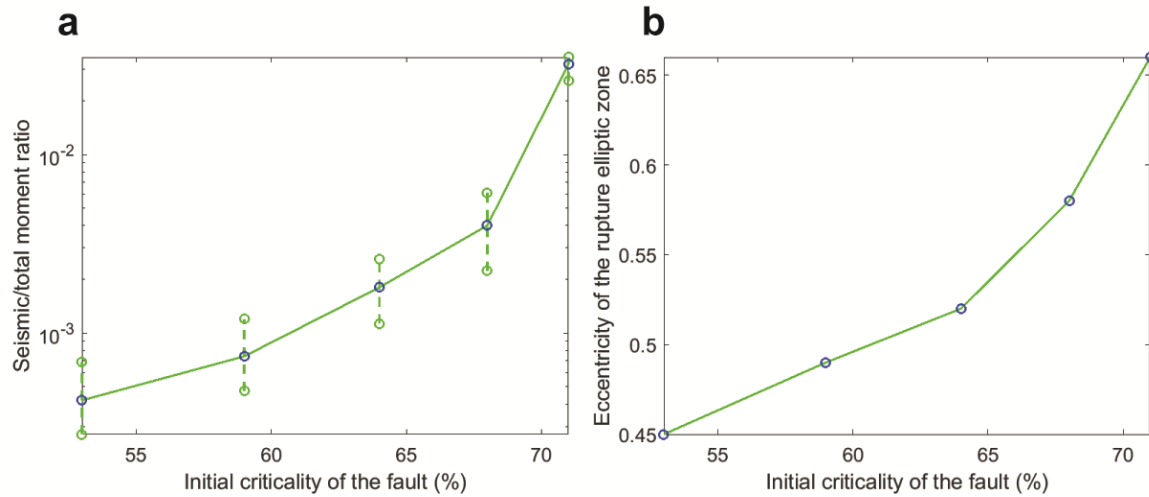 a
Seismic/total moment ratio
10-2
10-3
55 60 65 70
Initial criticality of the fault (%)
b
Eccentricity of the rupture elliptic zone
0.65
0.6
0.55
0.5
0.45
55 60 65 70
Initial criticality of the fault (%)